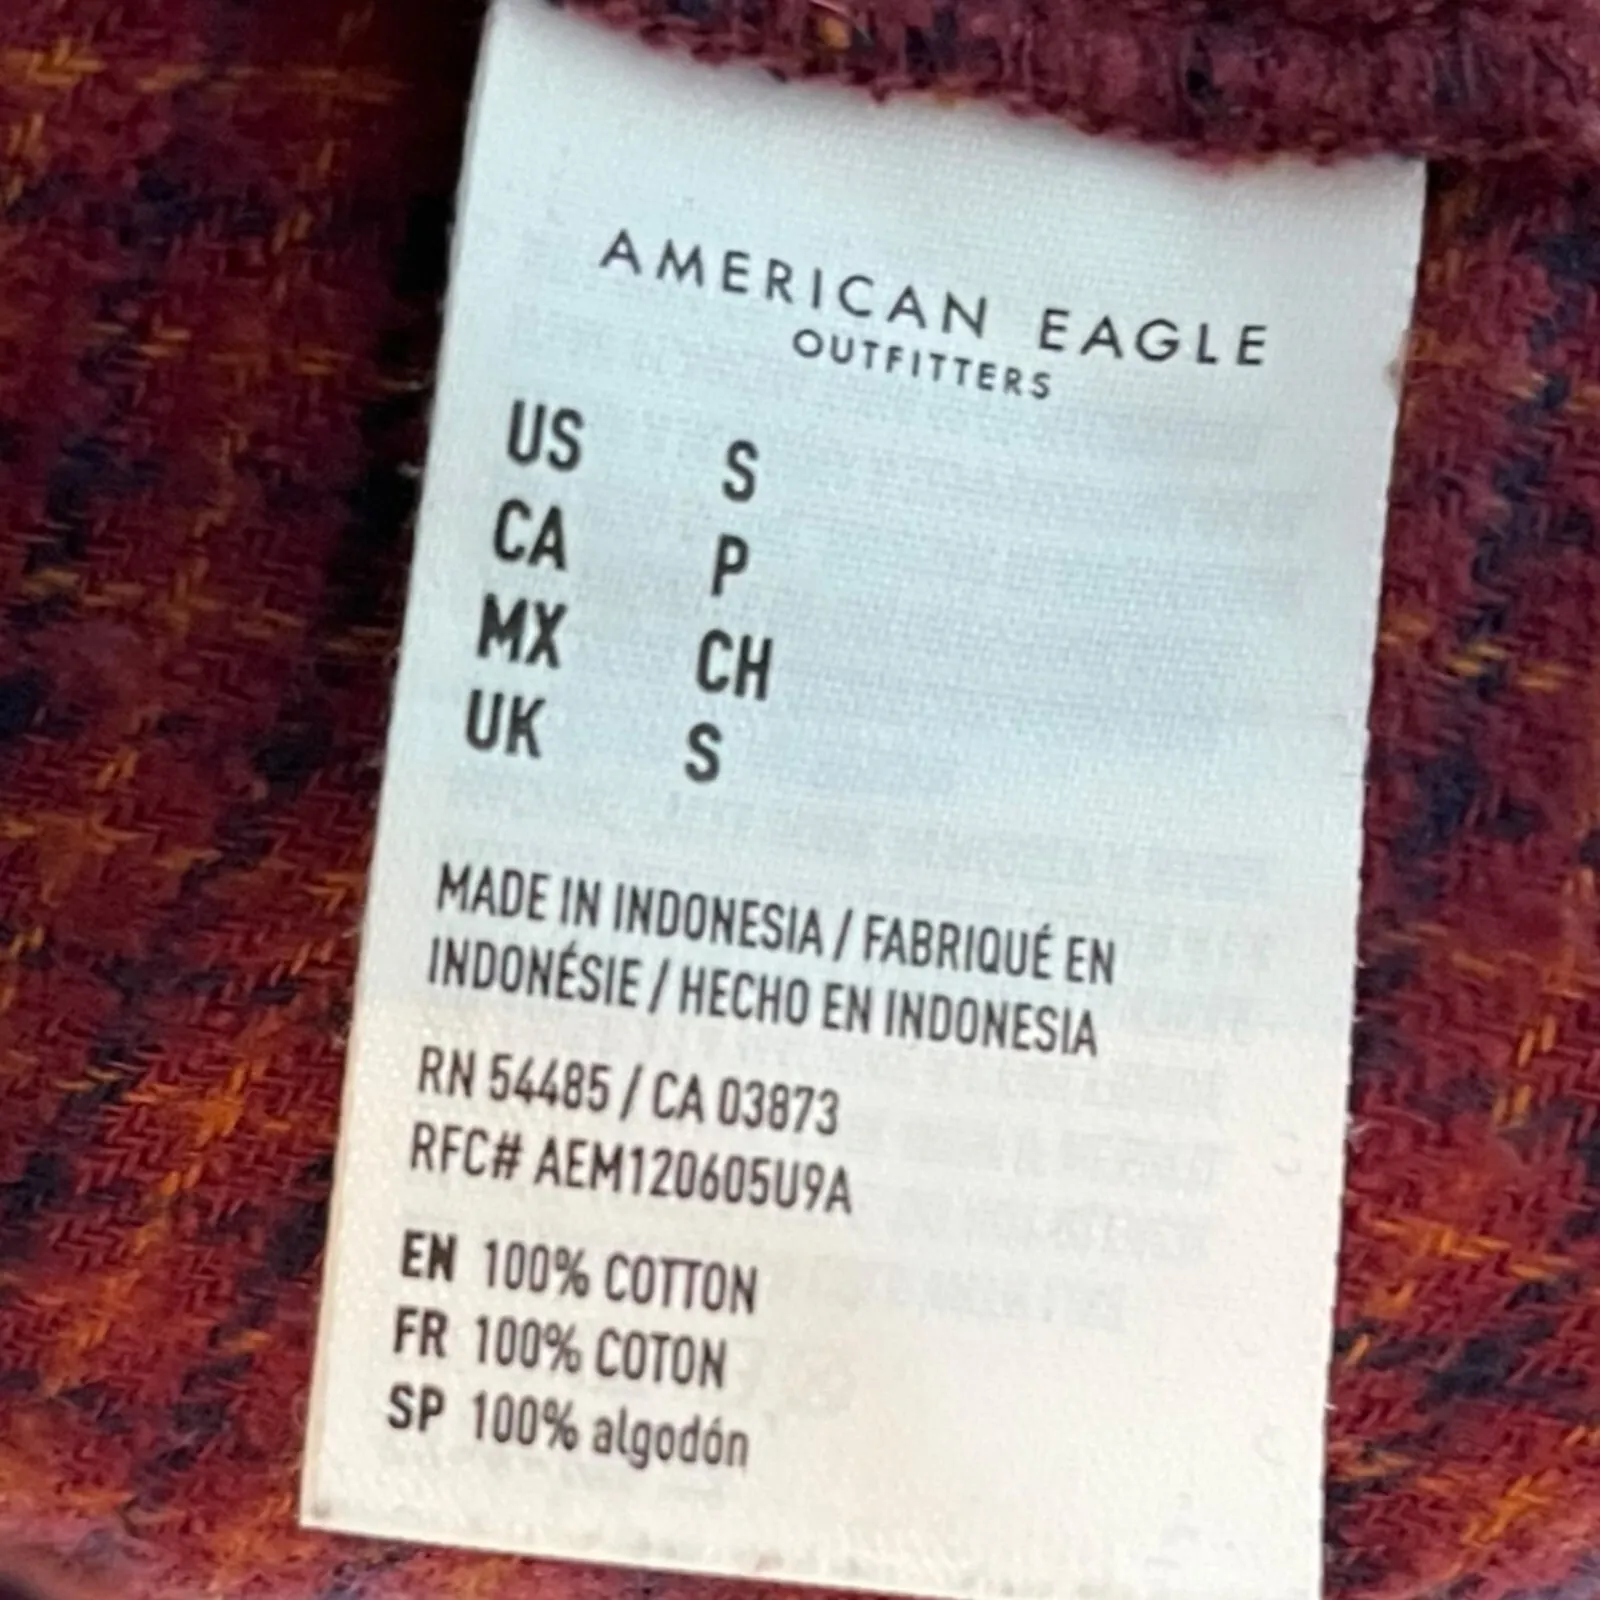 AMERICAN EAGLE
OUTFITTERS
US S
CA P
MX CH
UK S
MADE IN INDONESIA / FABRIQUÉ EN
INDONÉSIE / HECHO EN INDONESIA
RN 54485 / CA 03873
RFC# AEM120605U9A
EN 100% COTTON
FR 100% COTON
SP 100% algodón